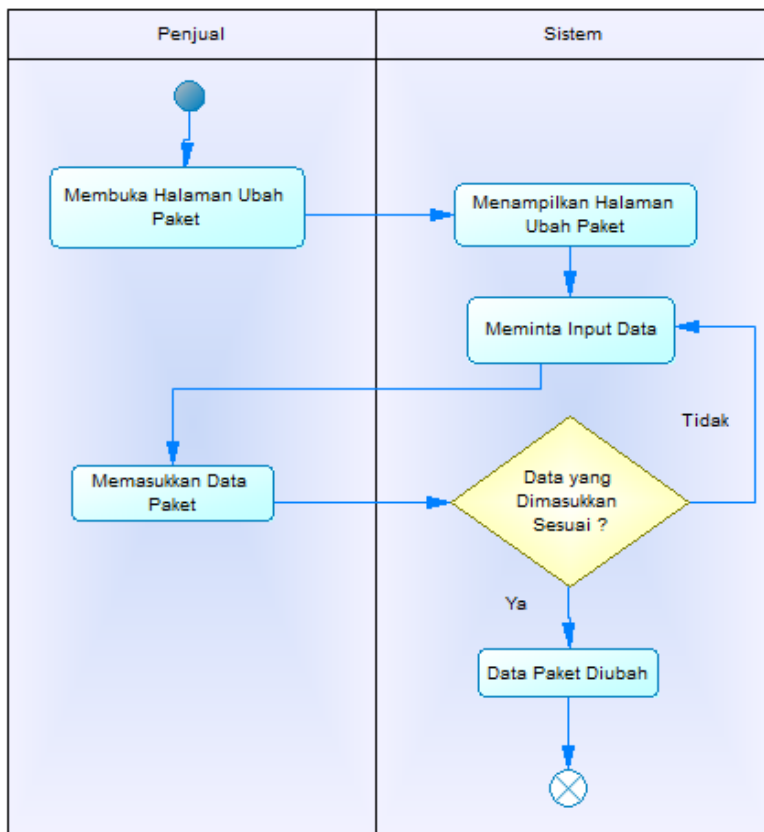 Penjual
Sistem
Membuka Halaman Ubah
Paket
Menampilkan Halaman
Ubah Paket
Meminta Input Data
Tidak
Memasukkan Data
Paket
Data yang
Dimasukkan
Sesuai ?
Ya
Data Paket Diubah